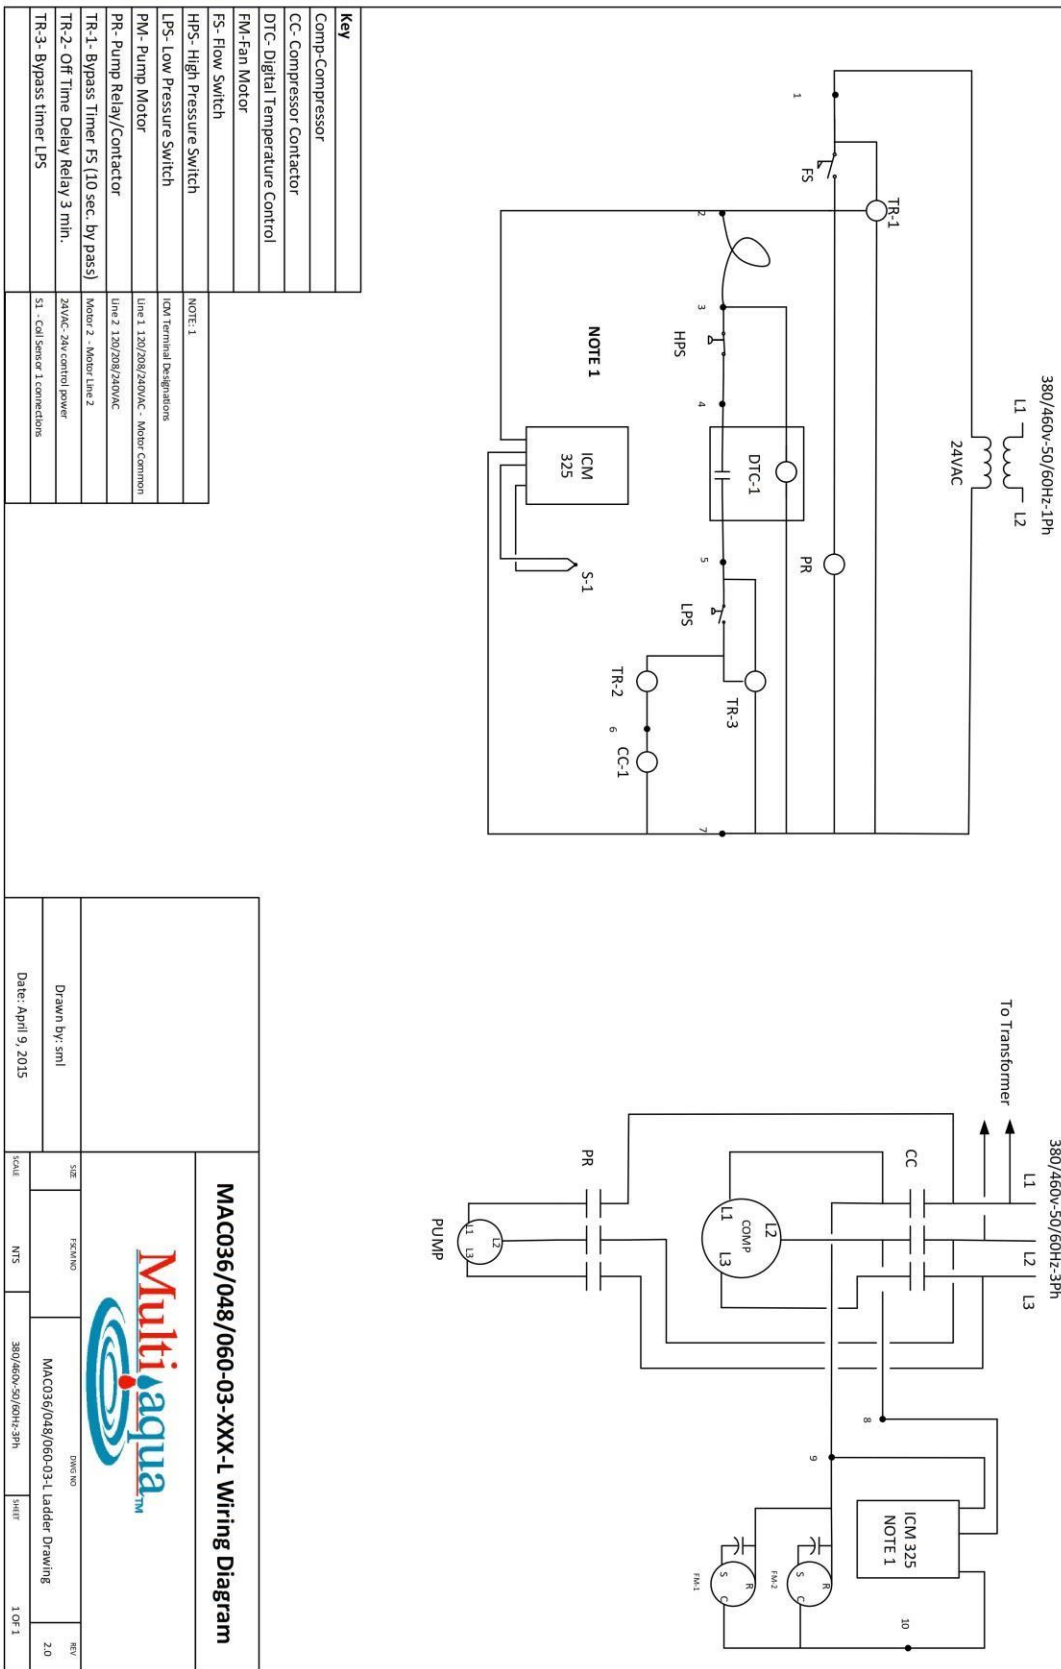 380/460v-50/60Hz-1Ph
L1
L2
24VAC
1
FS
TR-1
2
3
HPS
4
DTC-1
5
PR
LPS
TR-3
TR-2
6
CC-1
7
NOTE 1
ICM
325
S-1
380/460v-50/60Hz-3Ph
To Transformer
L1
L2
L3
CC
L1
L2
L3
COMP
PR
L1
L2
L3
PUMP
8
9
ICM 325
NOTE 1
10
R
S
C
FM-2
R
S
C
FM-1
Key
Comp-Compressor
CC- Compressor Contactor
DTC- Digital Temperature Control
FM-Fan Motor
FS- Flow Switch
HPS- High Pressure Switch
LPS- Low Pressure Switch
PM- Pump Motor
PR- Pump Relay/Contactor
TR-1- Bypass Timer FS (10 sec. by pass)
TR-2- Off Time Delay Relay 3 min.
TR-3- Bypass timer LPS
NOTE: 1
ICM Terminal Designations
Line 1 120/208/240VAC - Motor Common
Line 2 120/208/240VAC
Motor 2 - Motor Line 2
24VAC- 24v control power
S1 - Coil Sensor 1 connections
MAC036/048/060-03-XXX-L Wiring Diagram
Multiaqua™
Drawn by: sml
Date: April 9, 2015
SIZE
FSCM NO
DWG NO
REV
MAC036/048/060-03-L Ladder Drawing
2.0
SCALE
NTS
380/460v-50/60Hz-3Ph
SHEET
1 OF 1